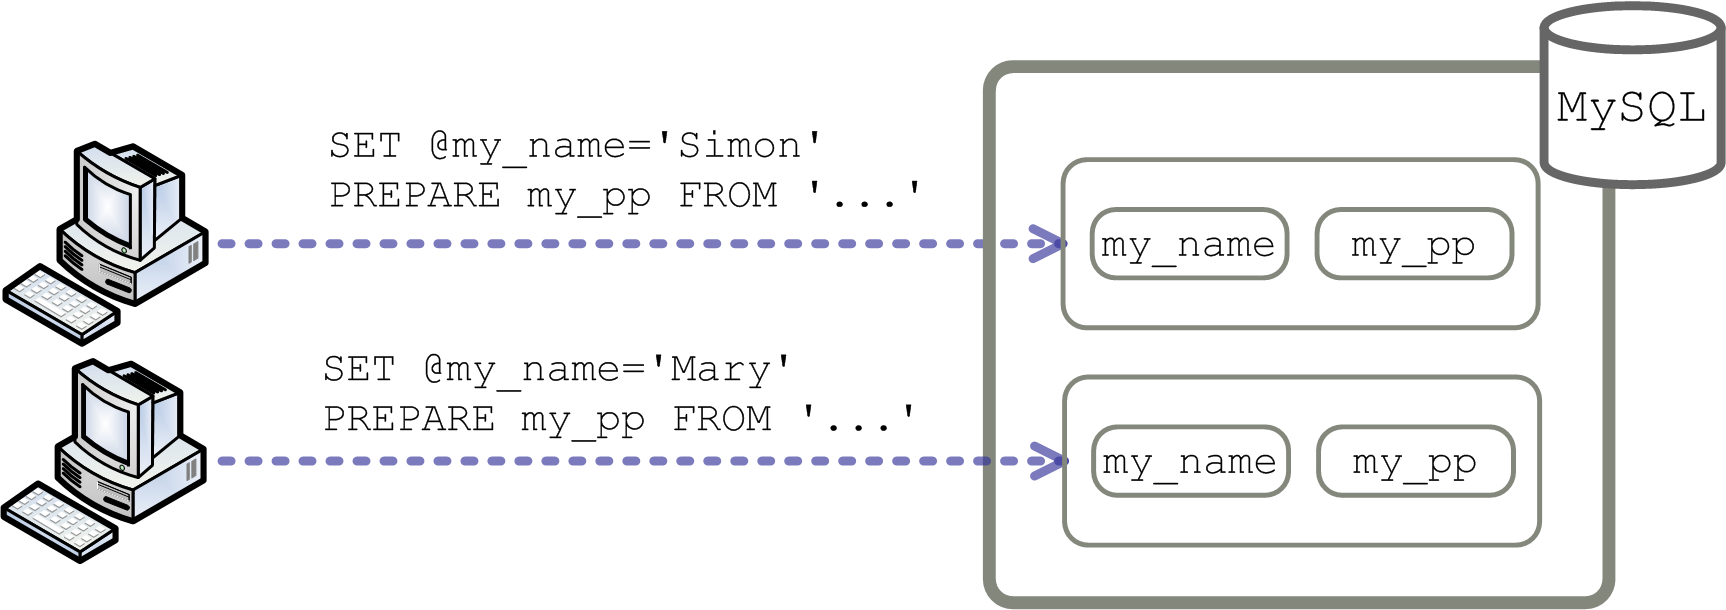 MySQL
SET @my_name='Simon'
PREPARE my_pp FROM '...'
my_name my_pp
SET @my_name='Mary'
PREPARE my_pp FROM '...'
my_name my_pp